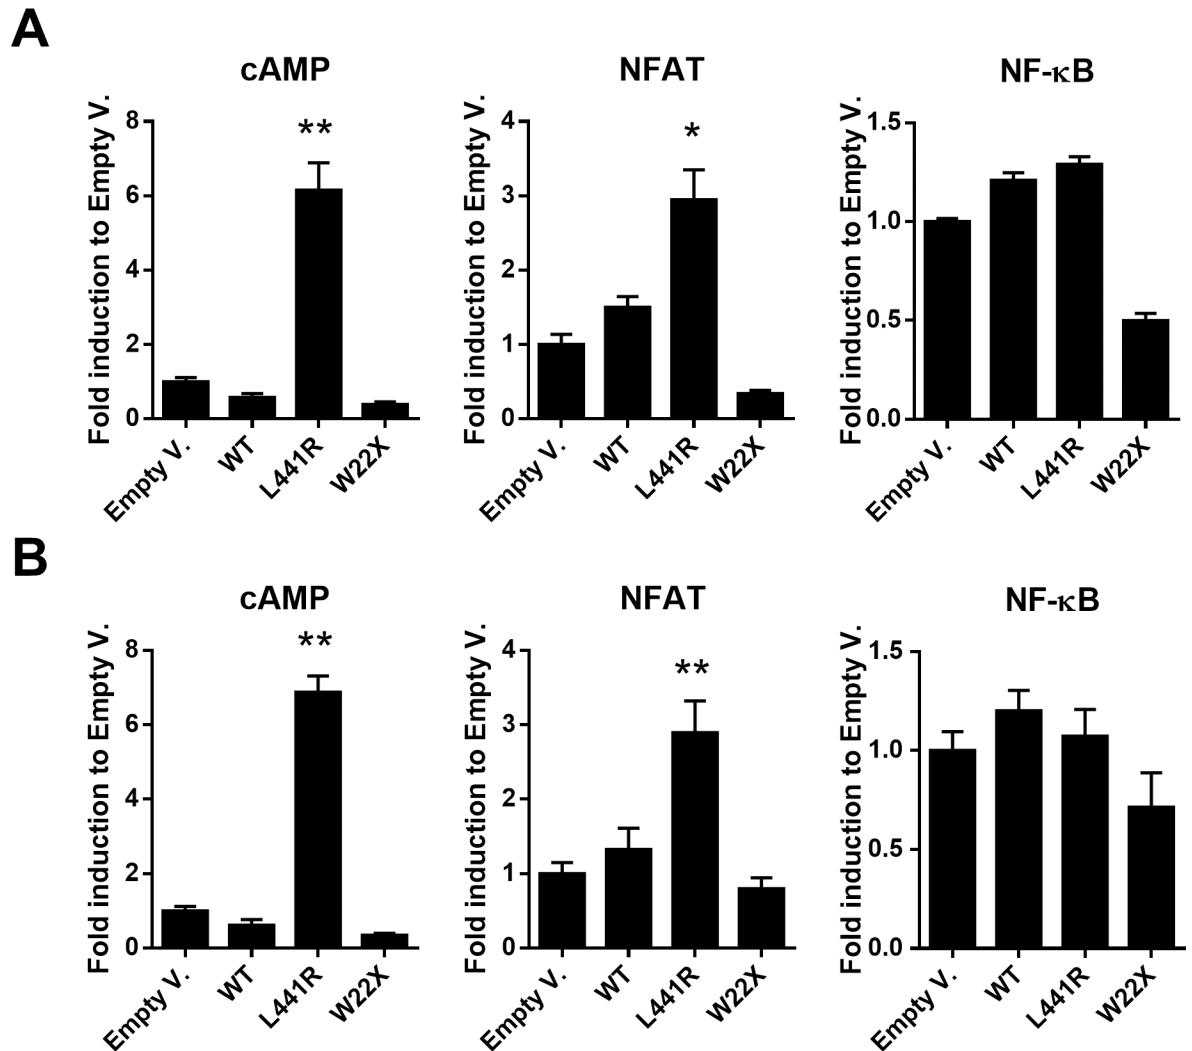 A
cAMP
Fold induction to Empty V.
8
6
4
2
0
**
Empty V.
WT
L441R
W22X
NFAT
Fold induction to Empty V.
4
3
2
1
0
*
Empty V.
WT
L441R
W22X
NF-κB
Fold induction to Empty V.
1.5
1.0
0.5
0.0
Empty V.
WT
L441R
W22X
B
cAMP
Fold induction to Empty V.
8
6
4
2
0
**
Empty V.
WT
L441R
W22X
NFAT
Fold induction to Empty V.
4
3
2
1
0
**
Empty V.
WT
L441R
W22X
NF-κB
Fold induction to Empty V.
1.5
1.0
0.5
0.0
Empty V.
WT
L441R
W22X